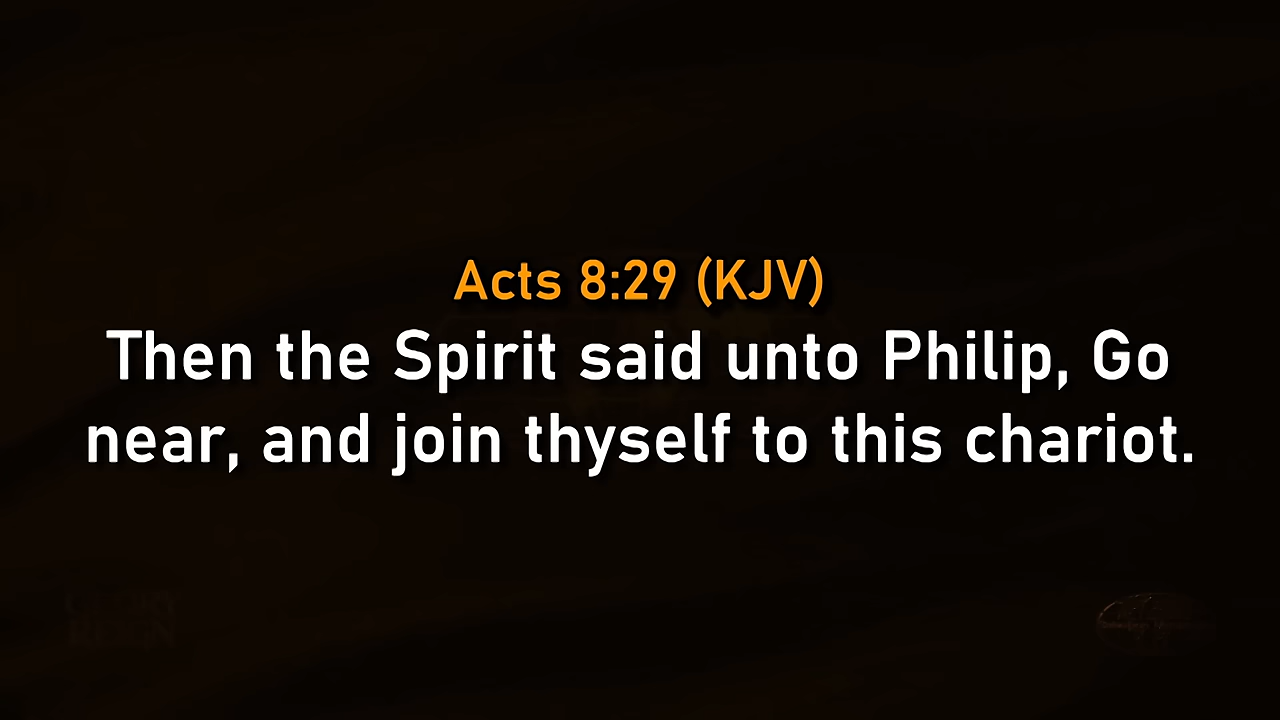 Acts 8:29 (KJV)
Then the Spirit said unto Philip, Go
near, and join thyself to this chariot.